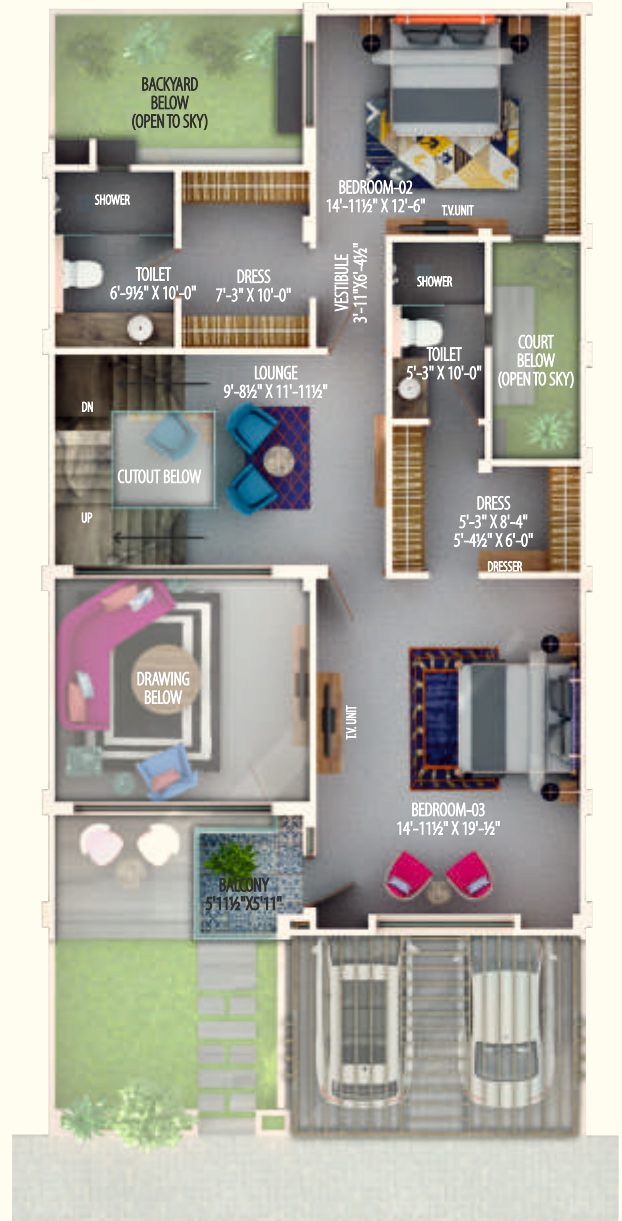 BACKYARD
BELOW
(OPEN TO SKY)
BEDROOM-02
14'-11½" X 12'-6"
T.V.UNIT
SHOWER
TOILET
6'-9½" X 10'-0"
DRESS
7'-3" X 10'-0"
VESTIBULE
3'-11"X6'-4½"
SHOWER
TOILET
5'-3" X 10'-0"
COURT
BELOW
(OPEN TO SKY)
LOUNGE
9'-8½" X 11'-11½"
DN
CUTOUT BELOW
UP
DRESS
5'-3" X 8'-4"
5'-4½" X 6'-0"
DRESSER
DRAWING
BELOW
T.V. UNIT
BEDROOM-03
14'-11½" X 19'-½"
BALCONY
5'11½"X5'11"